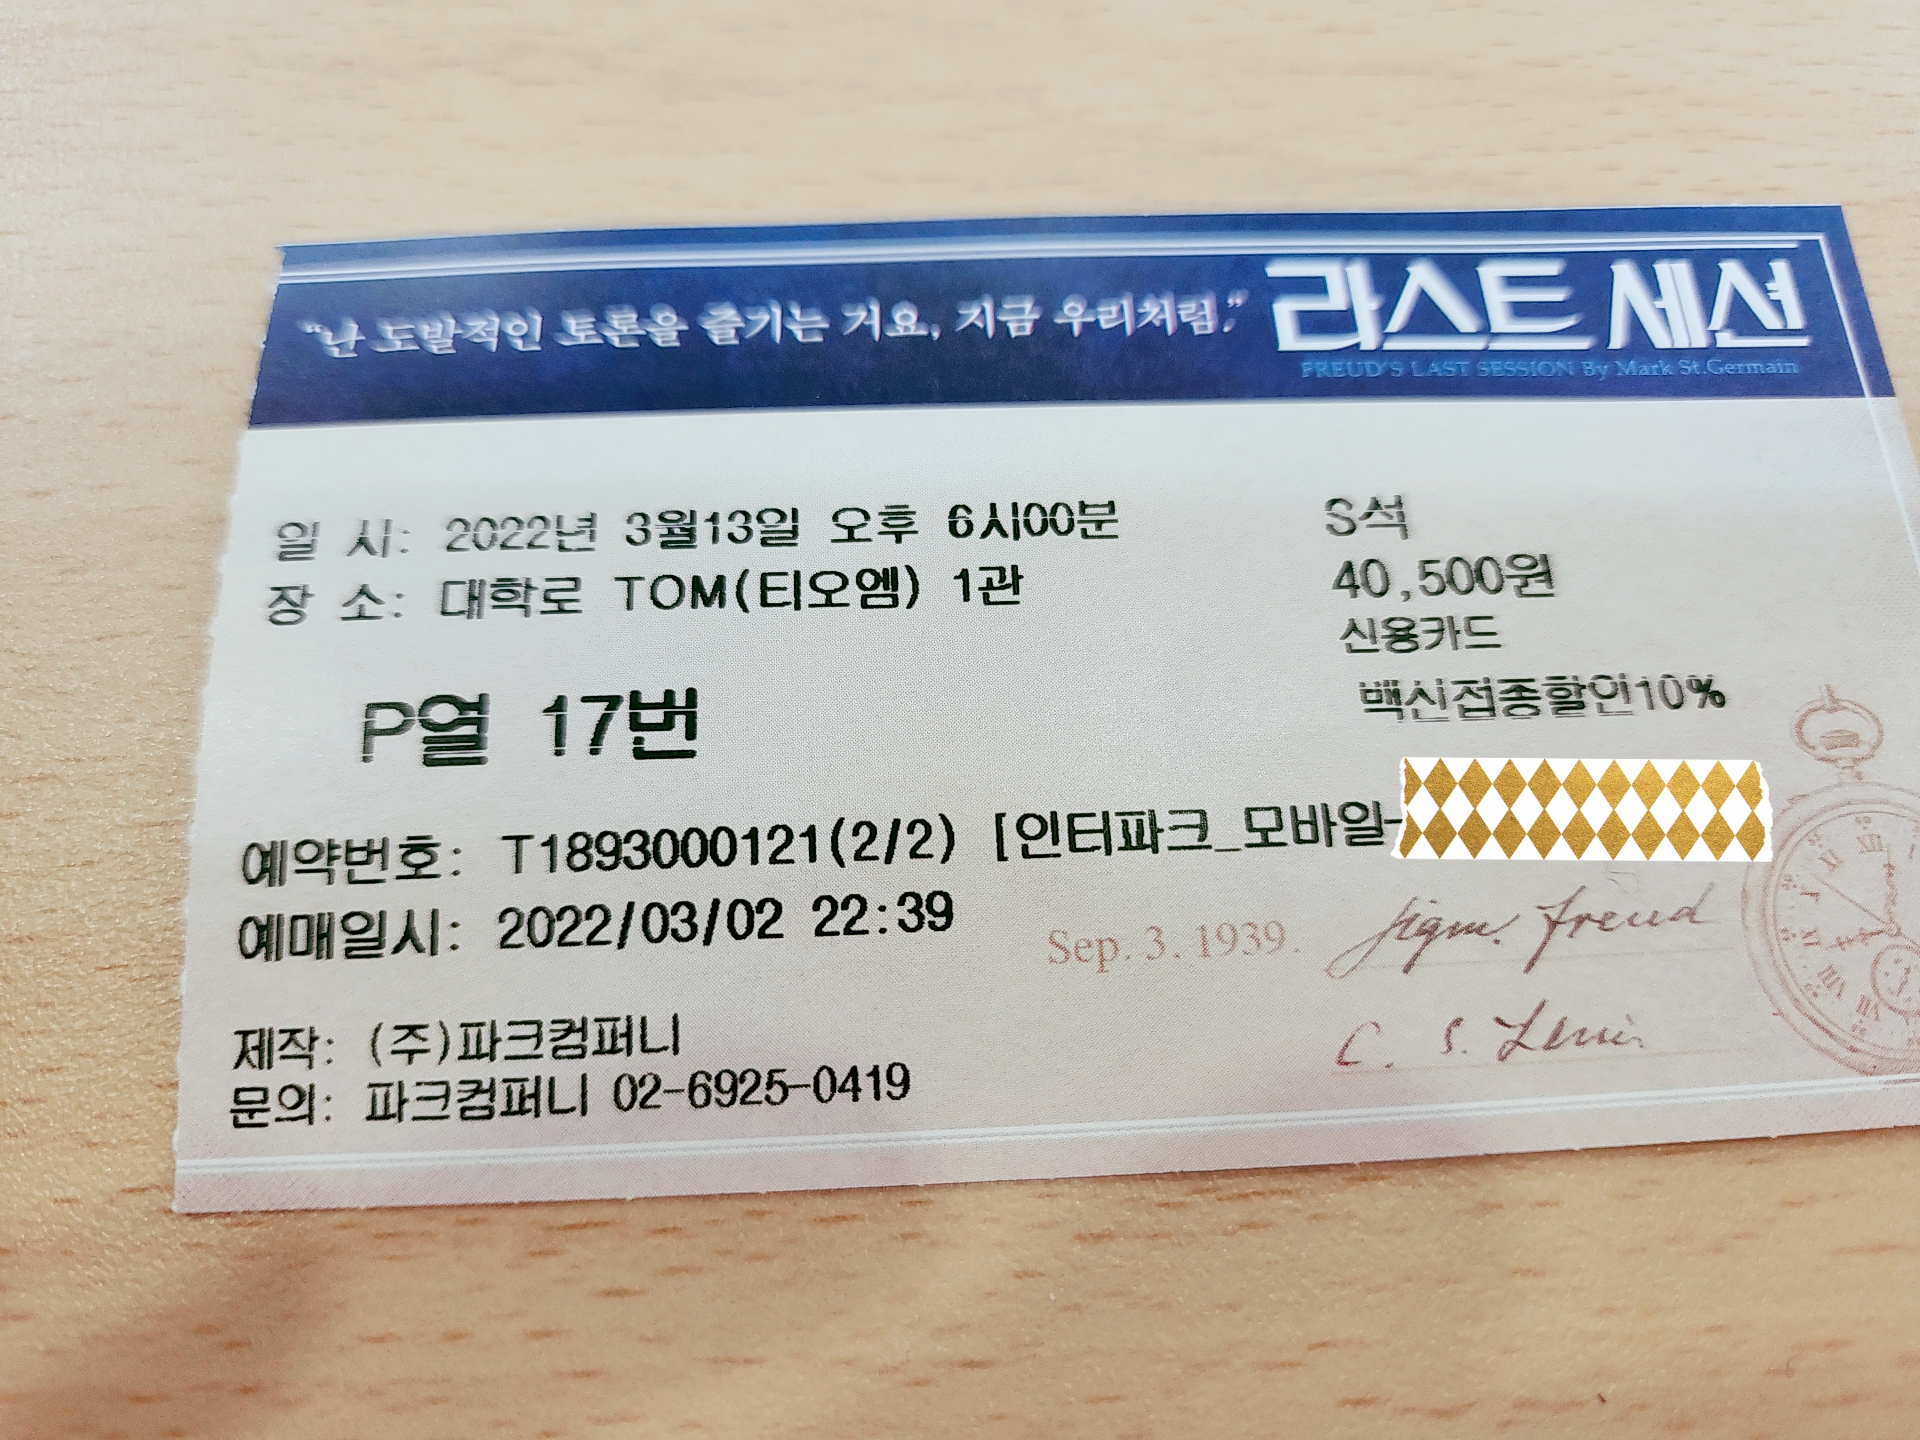 "난 도발적인 토론을 즐기는 거요, 지금 우리처럼."
라스트 세션
FREUD'S LAST SESSION By Mark St.Germain
일 시: 2022년 3월13일 오후 6시00분
장 소: 대학로 TOM(티오엠) 1관
S석
40,500원
신용카드
백신접종할인10%
P열 17번
예약번호: T1893000121(2/2) [인터파크_모바일-
예매일시: 2022/03/02 22:39
Sep. 3. 1939.
Sigm. Freud
C. S. Lewis
제작: (주)파크컴퍼니
문의: 파크컴퍼니 02-6925-0419